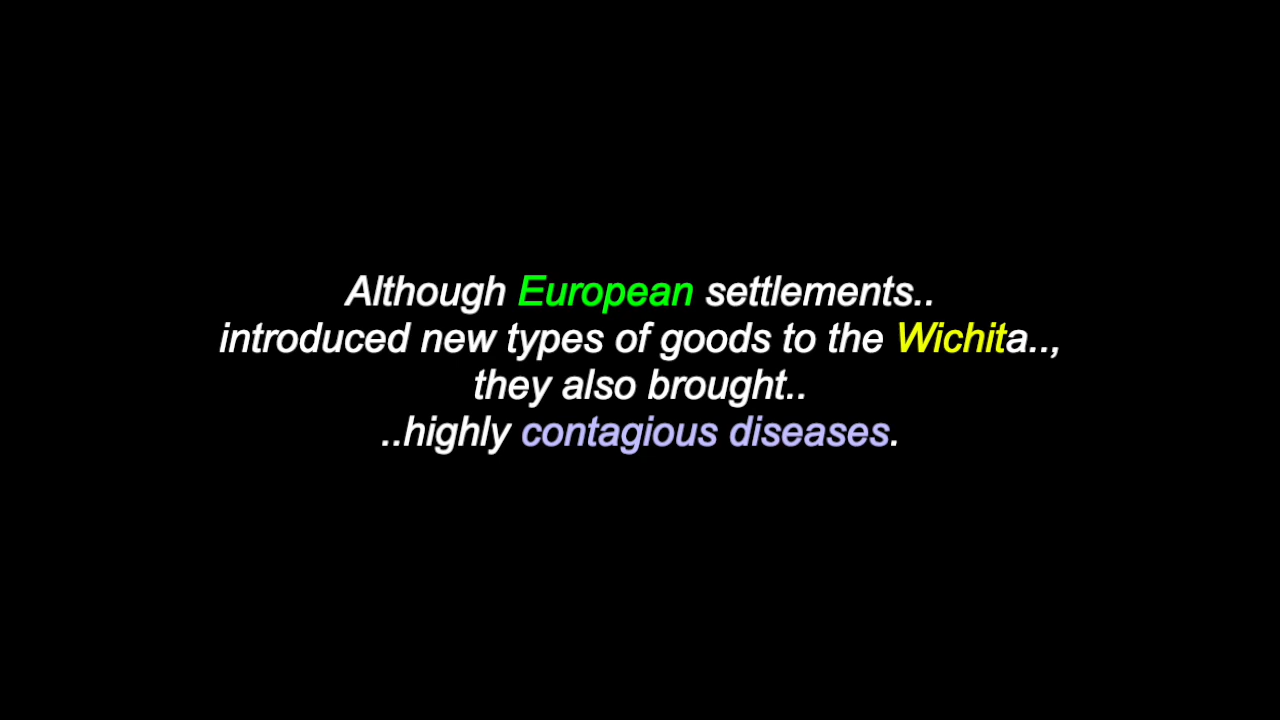 Although European settlements..
introduced new types of goods to the Wichita..,
they also brought..
..highly contagious diseases.